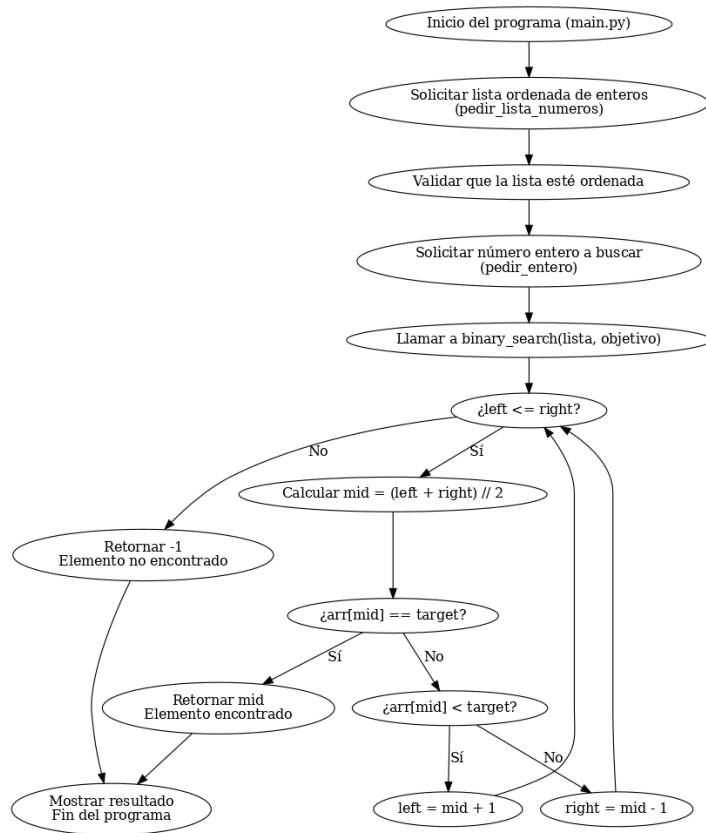 Inicio del programa (main.py)
Solicitar lista ordenada de enteros
(pedir_lista_numeros)
Validar que la lista esté ordenada
Solicitar número entero a buscar
(pedir_entero)
Llamar a binary_search(lista, objetivo)
¿left <= right?
No
Sí
Calcular mid = (left + right) // 2
Retornar -1
Elemento no encontrado
¿arr[mid] == target?
Sí
No
Retornar mid
Elemento encontrado
¿arr[mid] < target?
Sí
No
Mostrar resultado
Fin del programa
left = mid + 1
right = mid - 1